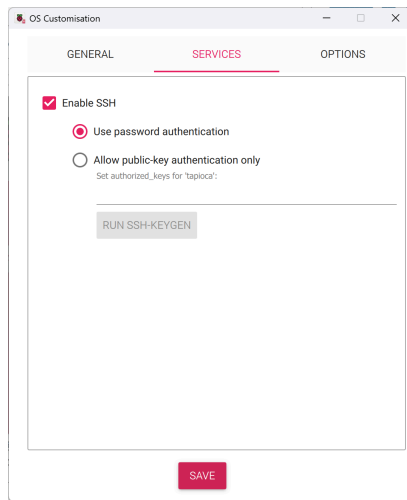 OS Customisation
GENERAL SERVICES OPTIONS
Enable SSH
Use password authentication
Allow public-key authentication only
Set authorized_keys for 'tapioca':
RUN SSH-KEYGEN
SAVE